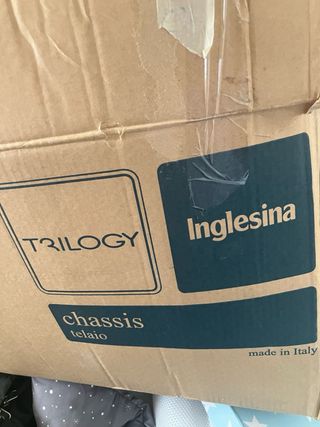 TRILOGY
Inglesina
chassis
telaio
made in Italy